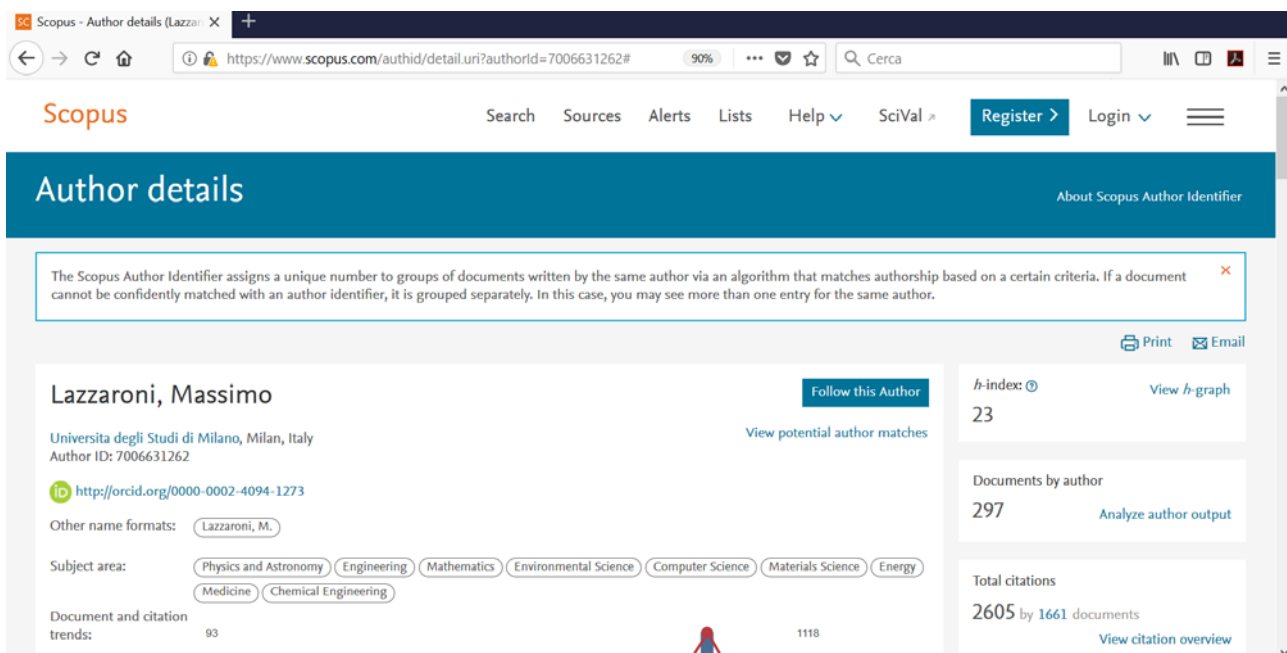 Scopus - Author details (Lazzar
https://www.scopus.com/authid/detail.uri?authorId=7006631262#
90%
Cerca
Scopus
Search Sources Alerts Lists Help SciVal Register Login
Author details
About Scopus Author Identifier
The Scopus Author Identifier assigns a unique number to groups of documents written by the same author via an algorithm that matches authorship based on a certain criteria. If a document
cannot be confidently matched with an author identifier, it is grouped separately. In this case, you may see more than one entry for the same author.
Print Email
Lazzaroni, Massimo
Follow this Author
Universita degli Studi di Milano, Milan, Italy
View potential author matches
Author ID: 7006631262
iD http://orcid.org/0000-0002-4094-1273
Other name formats: Lazzaroni, M.
Subject area: Physics and Astronomy Engineering Mathematics Environmental Science Computer Science Materials Science Energy
Medicine Chemical Engineering
Document and citation
trends: 93 1118
h-index: View h-graph
23
Documents by author
297 Analyze author output
Total citations
2605 by 1661 documents
View citation overview